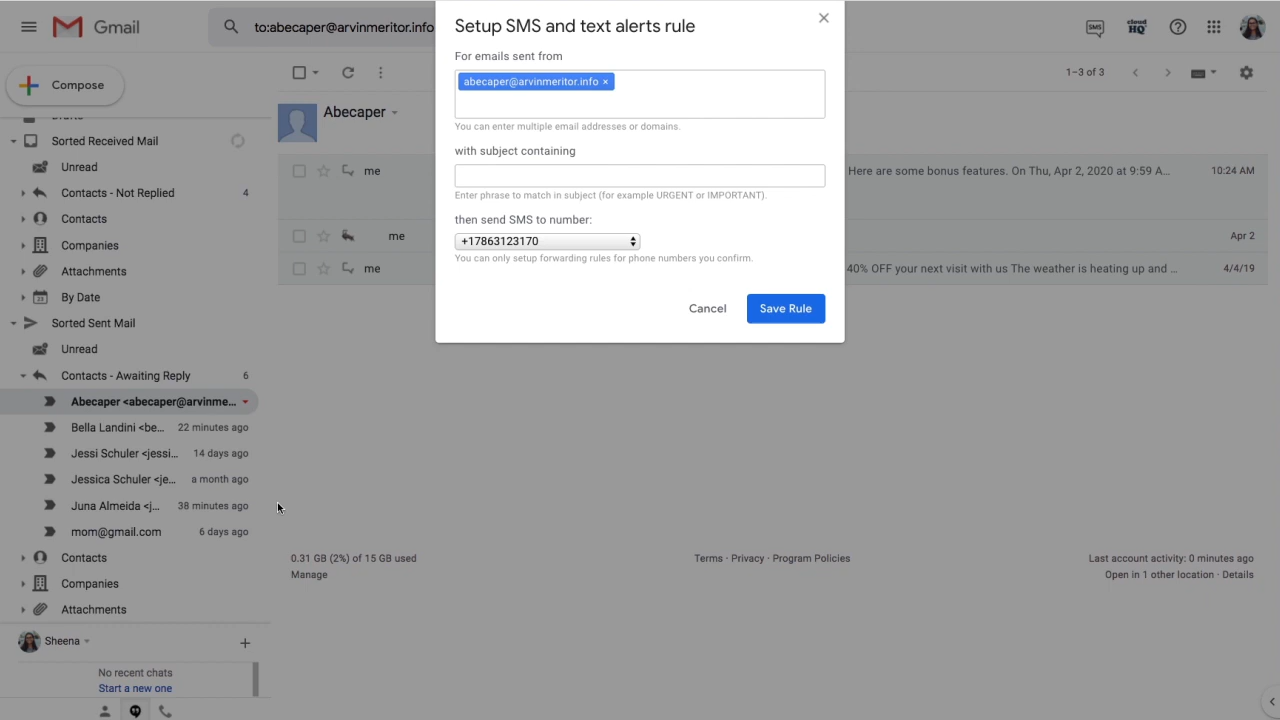 Gmail
to:abecaper@arvinmeritor.info
SMS
cloud
HQ
Compose
Sorted Received Mail
Unread
Contacts - Not Replied 4
Contacts
Companies
Attachments
By Date
Sorted Sent Mail
Unread
Contacts - Awaiting Reply 6
Abecaper <abecaper@arvinme...
Bella Landini <be... 22 minutes ago
Jessi Schuler <jessi... 14 days ago
Jessica Schuler <je... a month ago
Juna Almeida <j... 38 minutes ago
mom@gmail.com 6 days ago
Contacts
Companies
Attachments
Sheena
No recent chats
Start a new one
1–3 of 3
Abecaper
me Here are some bonus features. On Thu, Apr 2, 2020 at 9:59 A... 10:24 AM
me Apr 2
me 40% OFF your next visit with us The weather is heating up and ... 4/4/19
Setup SMS and text alerts rule
For emails sent from
abecaper@arvinmeritor.info ×
You can enter multiple email addresses or domains.
with subject containing
Enter phrase to match in subject (for example URGENT or IMPORTANT).
then send SMS to number:
+17863123170
You can only setup forwarding rules for phone numbers you confirm.
Cancel Save Rule
0.31 GB (2%) of 15 GB used
Manage
Terms · Privacy · Program Policies
Last account activity: 0 minutes ago
Open in 1 other location · Details